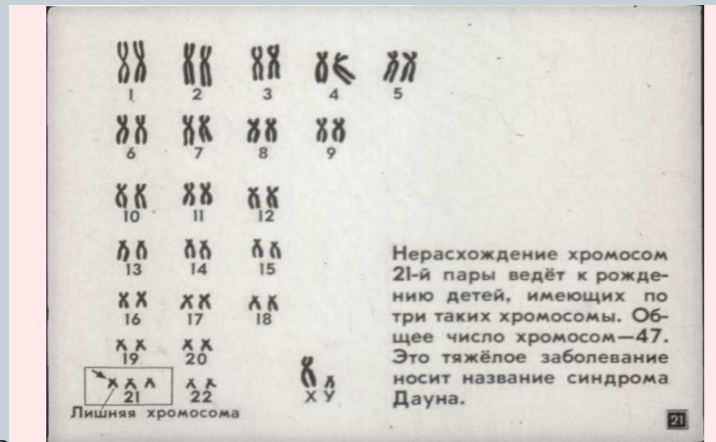 1 2 3 4 5
6 7 8 9
10 11 12
13 14 15
16 17 18
19 20
21 22 Х У
Лишняя хромосома
Нерасхождение хромосом
21-й пары ведёт к рожде-
нию детей, имеющих по
три таких хромосомы. Об-
щее число хромосом—47.
Это тяжёлое заболевание
носит название синдрома
Дауна.
21